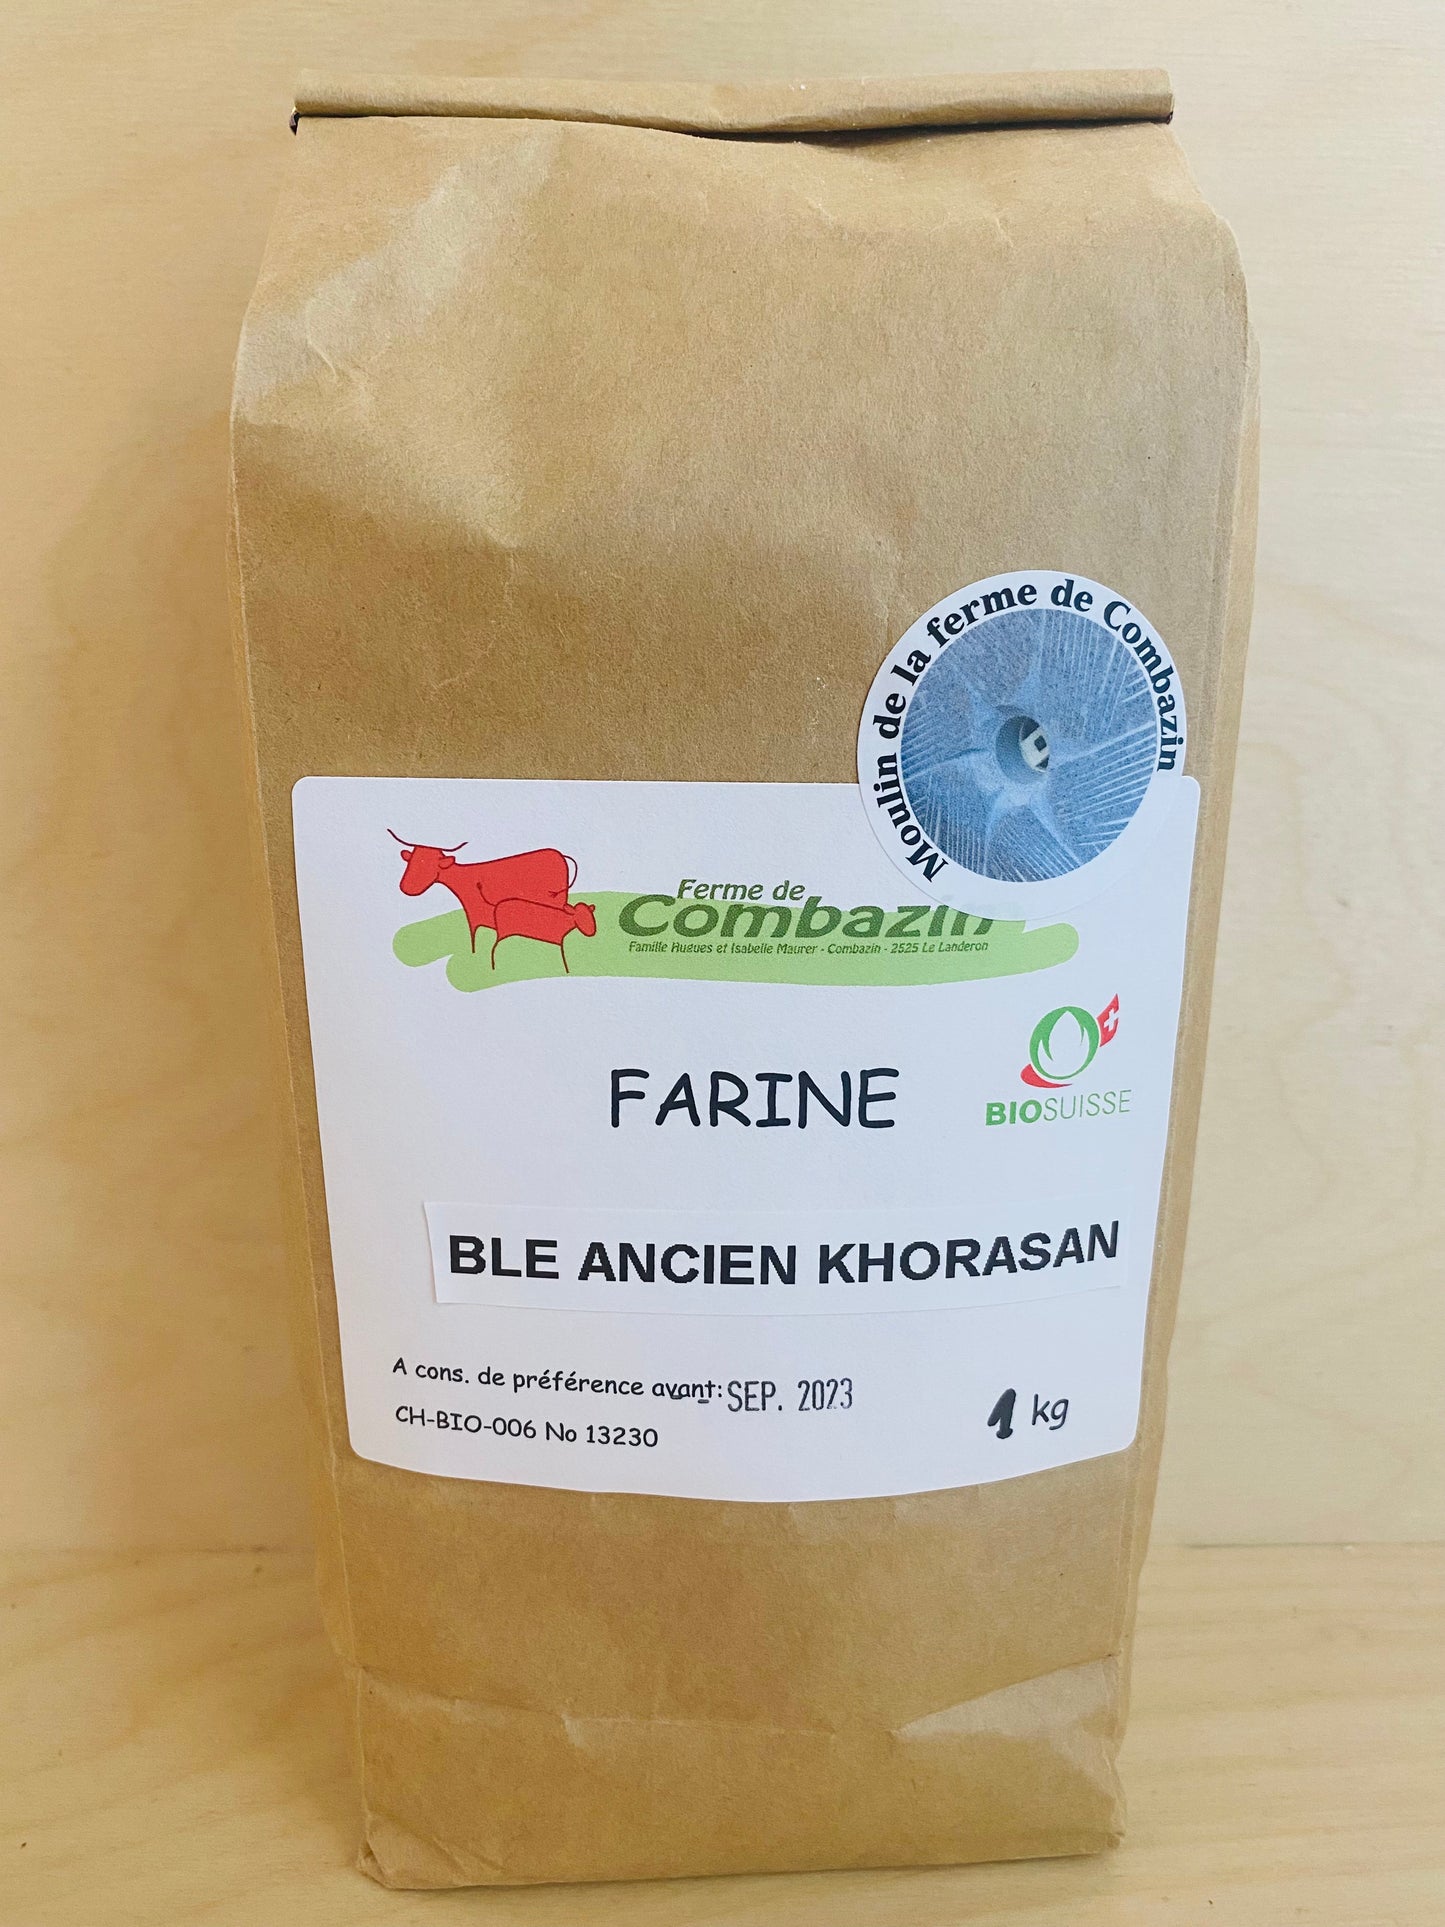 Moulin de la ferme de Combazin
Ferme de
Combazin
Famille Hugues et Isabelle Maurer - Combazin - 2525 Le Landeron
FARINE
BIOSUISSE
BLE ANCIEN KHORASAN
A cons. de préférence avant: SEP. 2023
1 kg
CH-BIO-006 No 13230